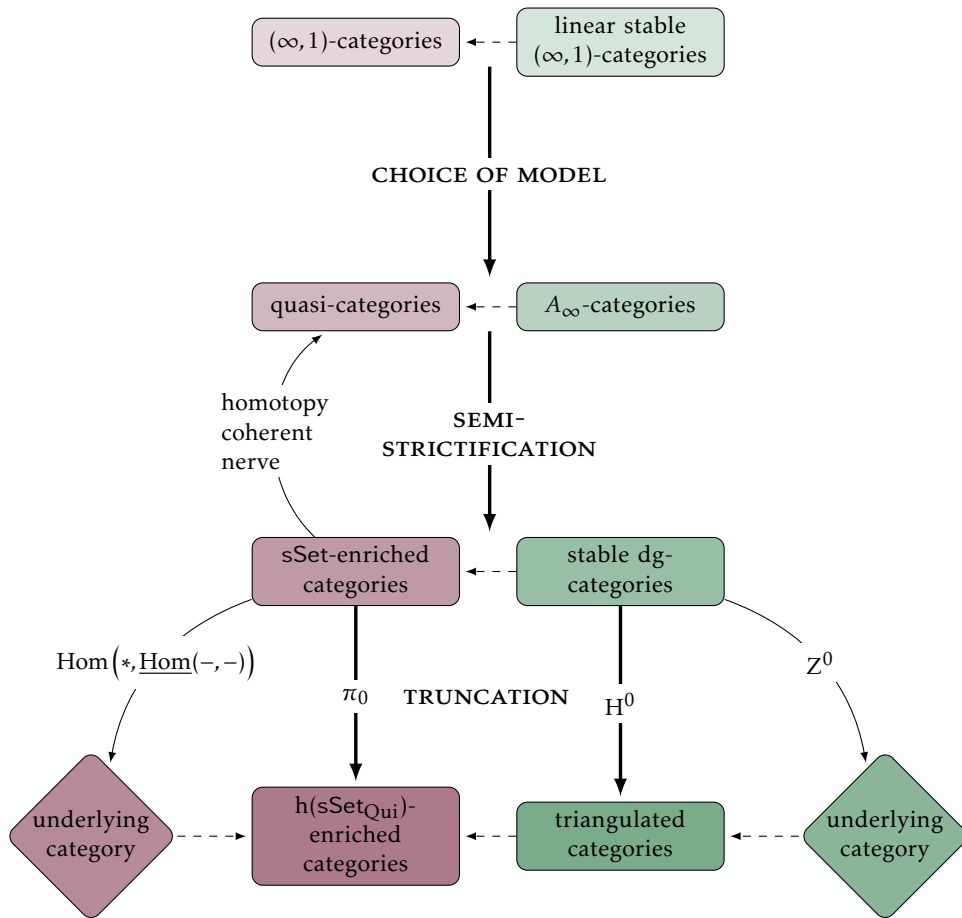 (∞,1)-categories
linear stable
(∞,1)-categories
CHOICE OF MODEL
quasi-categories
A∞-categories
homotopy
coherent
nerve
SEMI-
STRICTIFICATION
sSet-enriched
categories
stable dg-
categories
Hom(*,Hom(−,−))
π₀
TRUNCATION
H⁰
Z⁰
underlying
category
h(sSet_Qui)-
enriched
categories
triangulated
categories
underlying
category